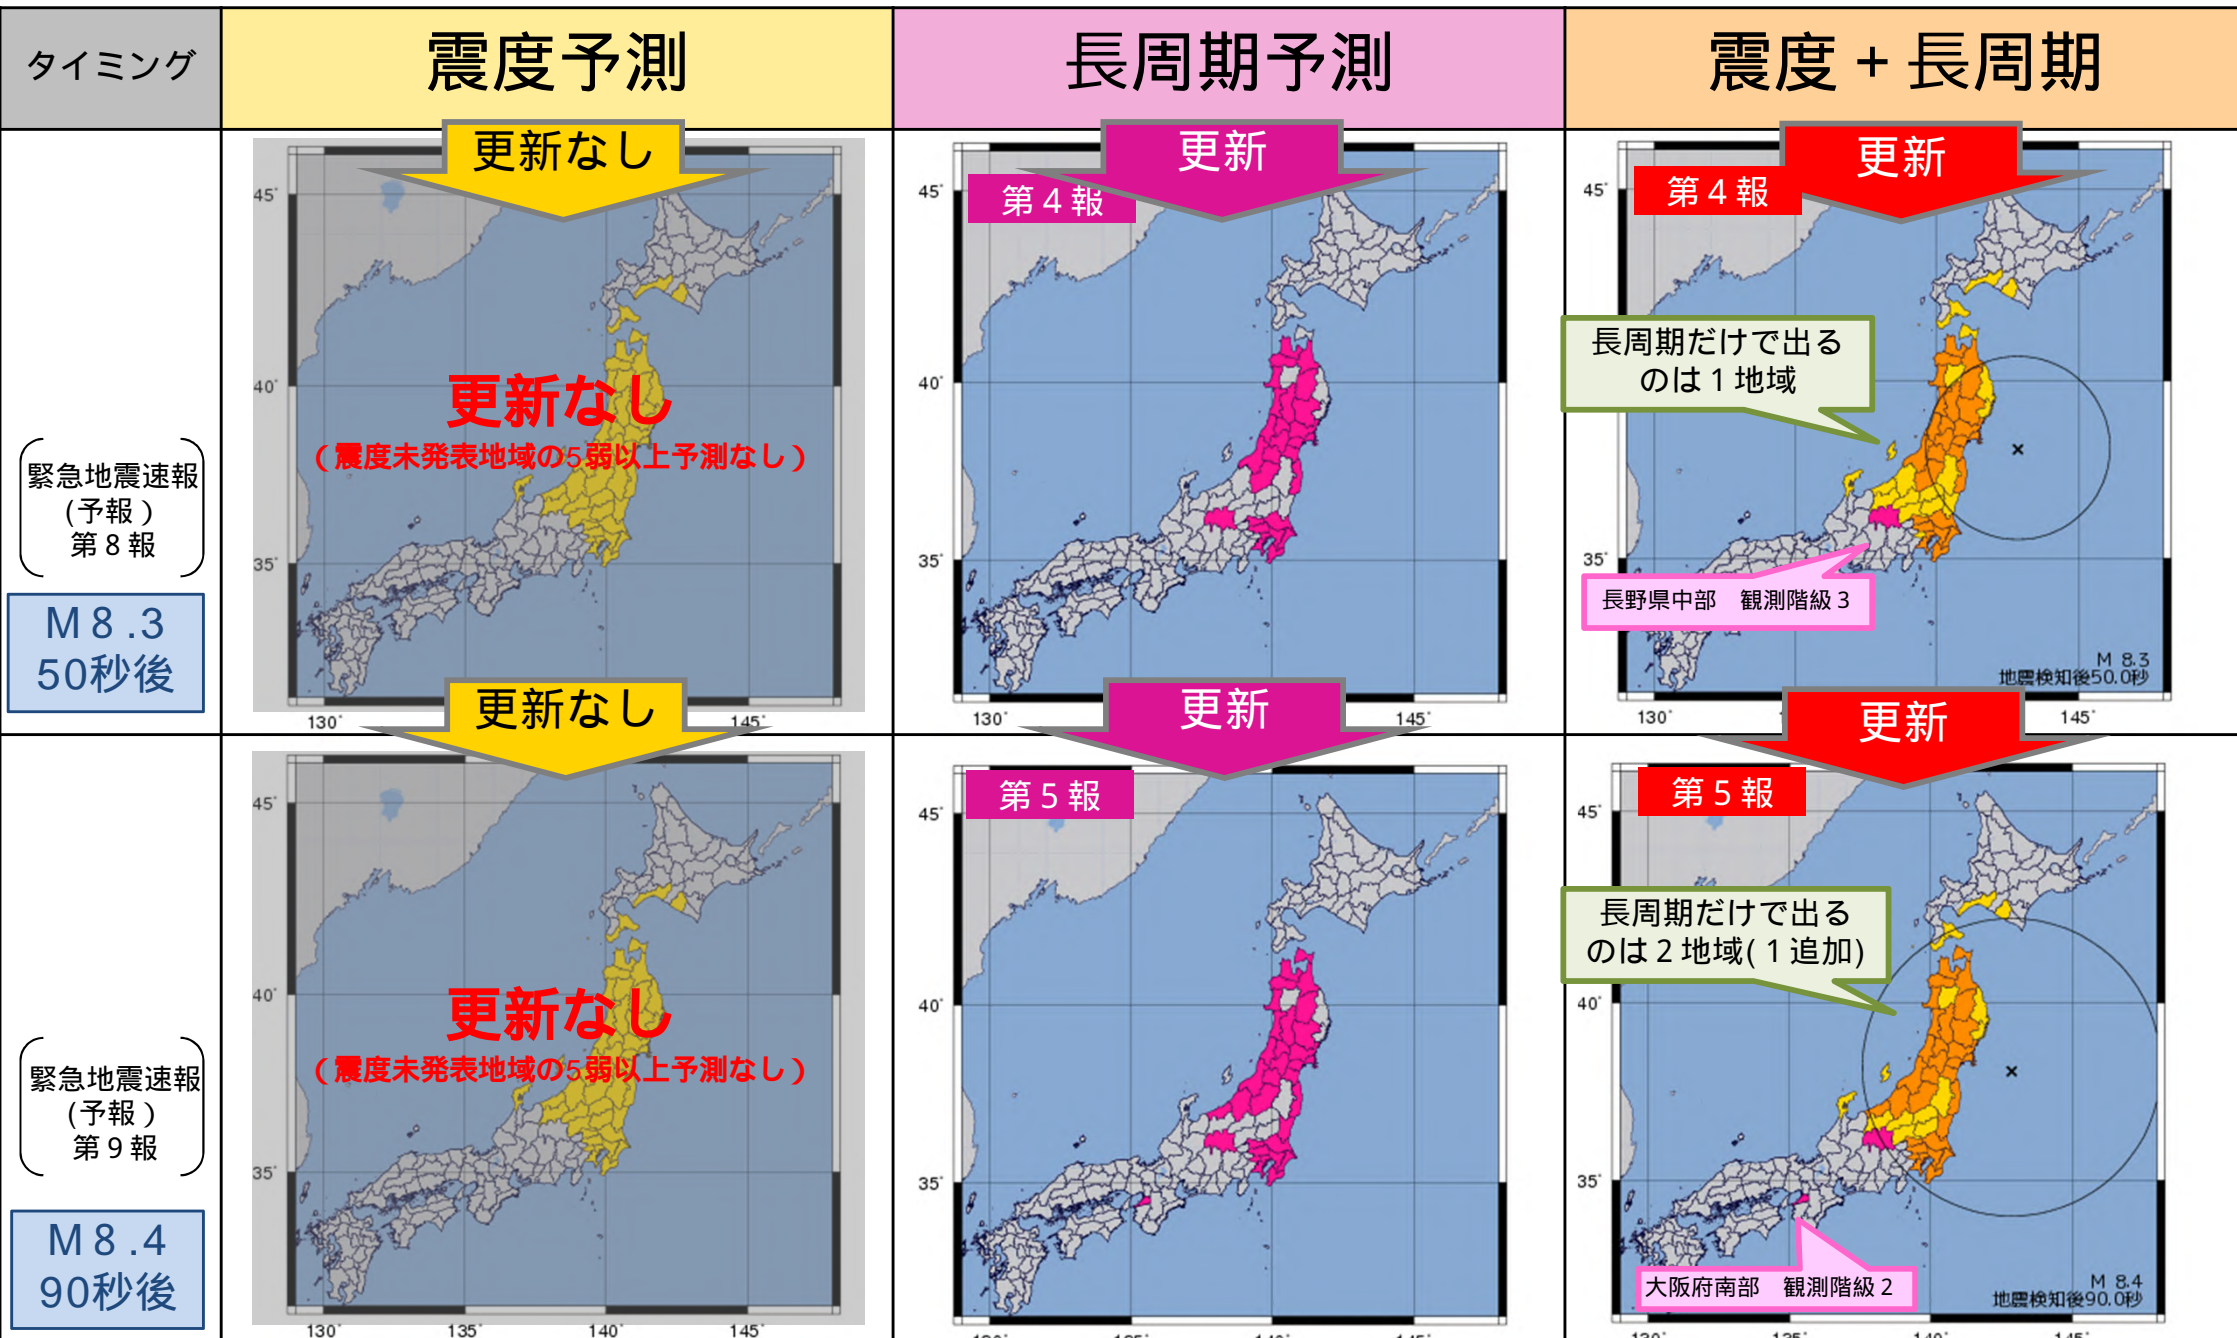 タイミング
震度予測
長周期予測
震度+長周期
緊急地震速報
(予報)
第8報
M8.3
50秒後
更新なし
45°
40°
35°
130°
145°
更新なし
(震度未発表地域の5弱以上予測なし)
更新
第4報
45°
40°
35°
130°
145°
更新
第4報
45°
35°
130°
145°
長周期だけで出る
のは1地域
長野県中部 観測階級3
M 8.3
地震検知後50.0秒
緊急地震速報
(予報)
第9報
M8.4
90秒後
更新なし
45°
40°
35°
130°
135°
140°
145°
更新なし
(震度未発表地域の5弱以上予測なし)
更新
第5報
45°
40°
35°
更新
第5報
45°
40°
35°
長周期だけで出る
のは2地域(1追加)
大阪府南部 観測階級2
M 8.4
地震検知後90.0秒